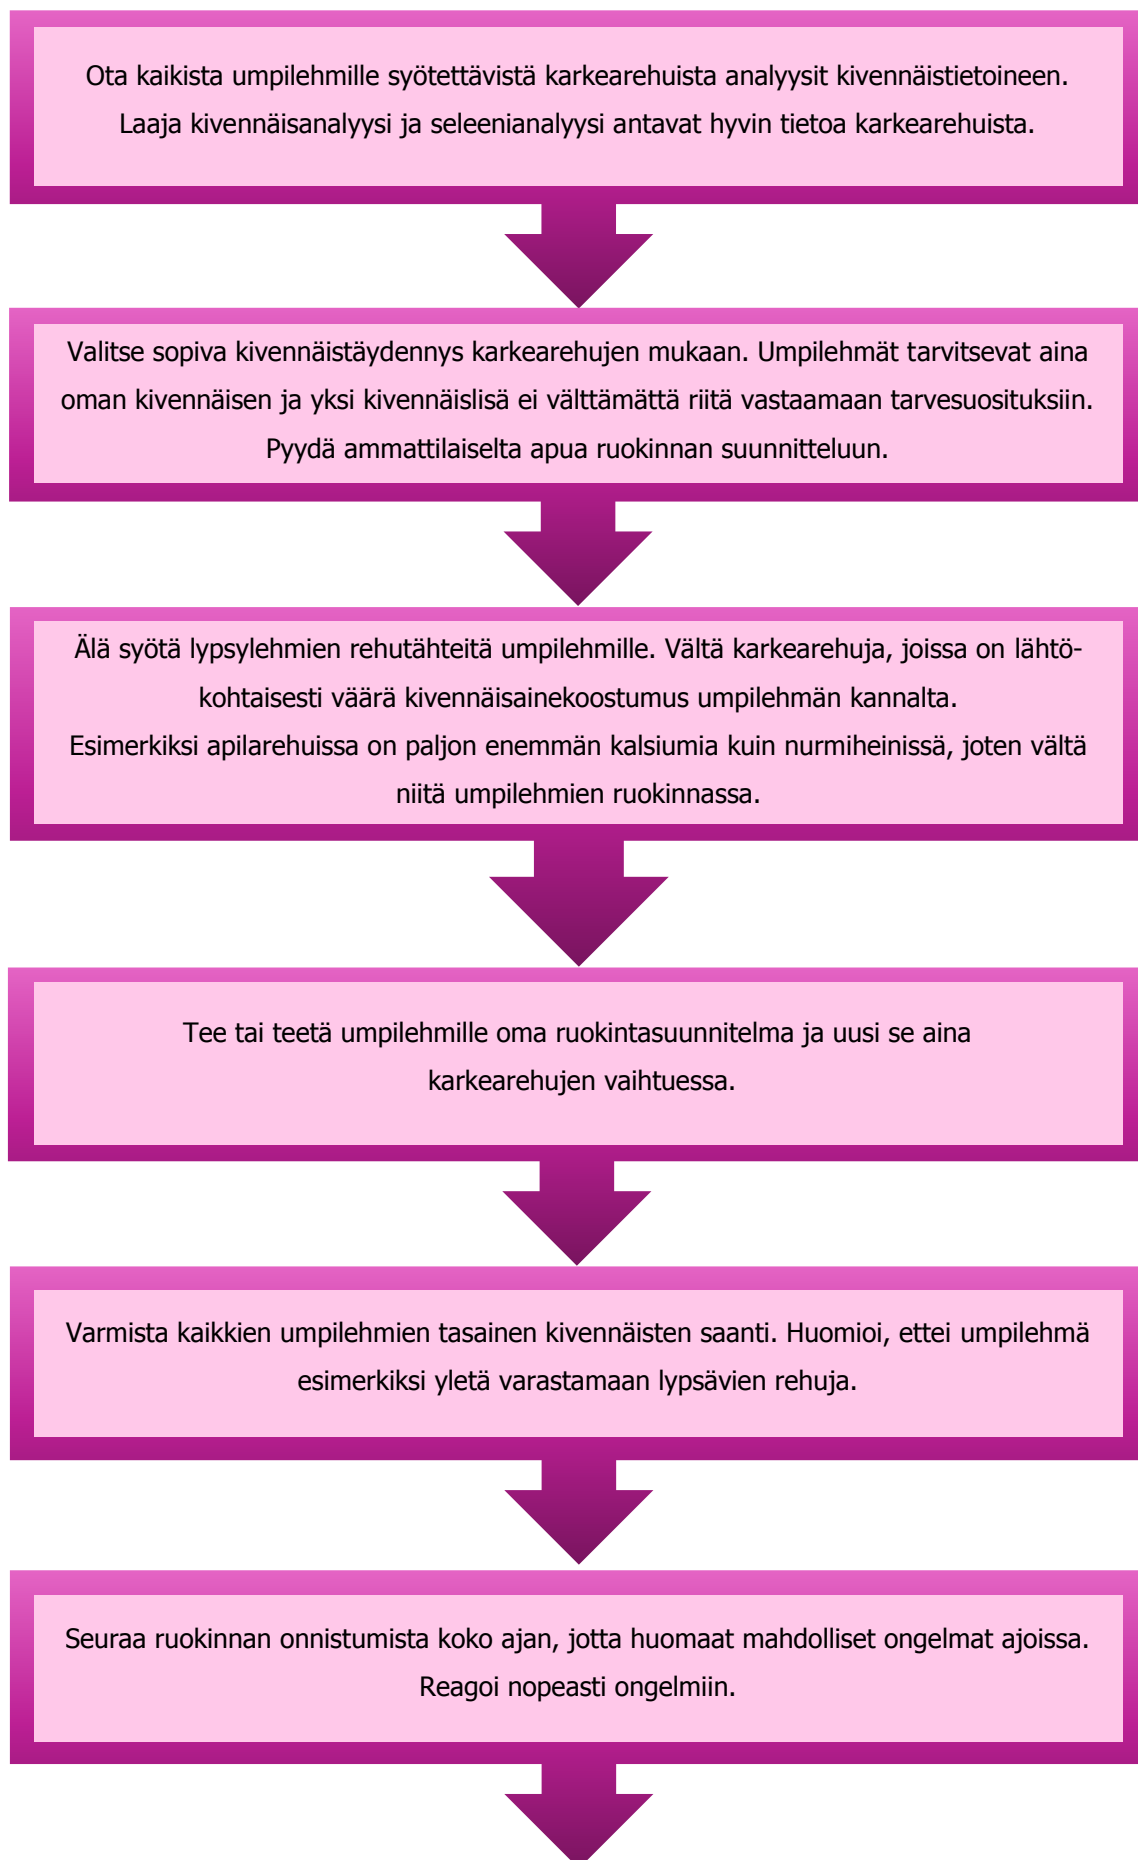 Ota kaikista umpilehmille syötettävistä karkearehuista analyysit kivennäistietoineen.
Laaja kivennäisanalyysi ja seleenianalyysi antavat hyvin tietoa karkearehuista.
Valitse sopiva kivennäistäydennys karkearehujen mukaan. Umpilehmät tarvitsevat aina
oman kivennäisen ja yksi kivennäislisä ei välttämättä riitä vastaamaan tarvesuosituksiin.
Pyydä ammattilaiselta apua ruokinnan suunnitteluun.
Älä syötä lypsylehmien rehutähteitä umpilehmille. Vältä karkearehuja, joissa on lähtö-
kohtaisesti väärä kivennäisainekoostumus umpilehmän kannalta.
Esimerkiksi apilarehuissa on paljon enemmän kalsiumia kuin nurmiheinissä, joten vältä
niitä umpilehmien ruokinnassa.
Tee tai teetä umpilehmille oma ruokintasuunnitelma ja uusi se aina
karkearehujen vaihtuessa.
Varmista kaikkien umpilehmien tasainen kivennäisten saanti. Huomioi, ettei umpilehmä
esimerkiksi yletä varastamaan lypsävien rehuja.
Seuraa ruokinnan onnistumista koko ajan, jotta huomaat mahdolliset ongelmat ajoissa.
Reagoi nopeasti ongelmiin.